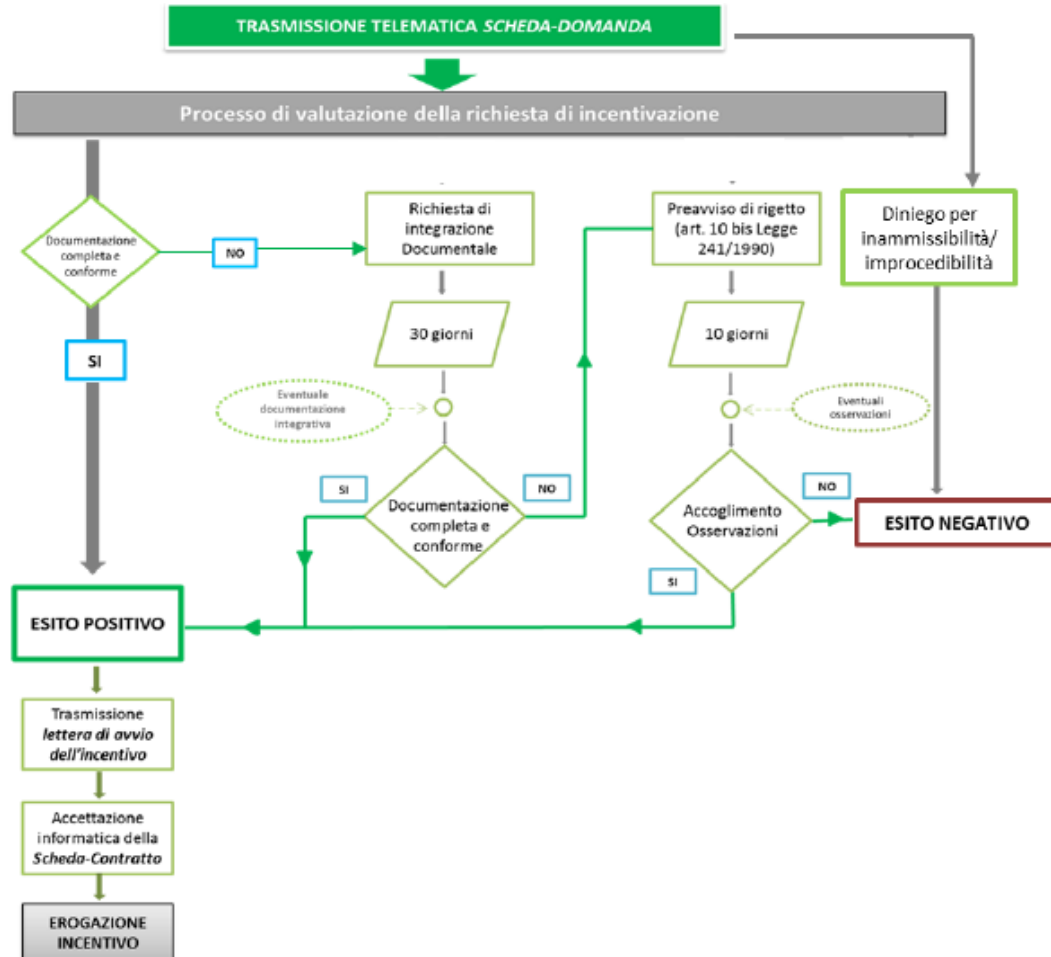 TRASMISSIONE TELEMATICA SCHEDA-DOMANDA
Processo di valutazione della richiesta di incentivazione
Documentazione
completa e
conforme
NO
SI
Richiesta di
integrazione
Documentale
30 giorni
Eventuale
documentazione
integrativa
SI
Documentazione
completa e
conforme
NO
Preavviso di rigetto
(art. 10 bis Legge
241/1990)
10 giorni
Eventuali
osservazioni
Accoglimento
Osservazioni
NO
SI
Diniego per
inammissibilità/
improcedibilità
ESITO NEGATIVO
ESITO POSITIVO
Trasmissione
lettera di avvio
dell'incentivo
Accettazione
informatica della
Scheda-Contratto
EROGAZIONE
INCENTIVO